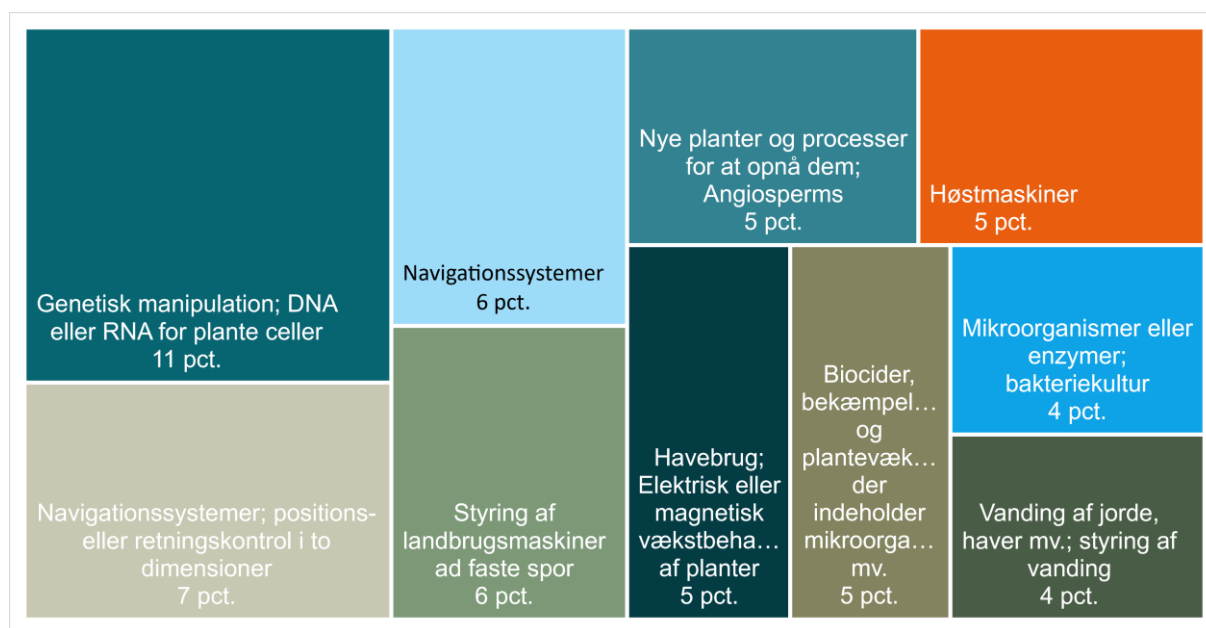 Genetisk manipulation; DNA
eller RNA for plante celler
11 pct.
Navigationssystemer; positions-
eller retningskontrol i to
dimensioner
7 pct.
Navigationssystemer
6 pct.
Styring af
landbrugsmaskiner
ad faste spor
6 pct.
Nye planter og processer
for at opnå dem;
Angiosperms
5 pct.
Høstmaskiner
5 pct.
Havebrug;
Elektrisk eller
magnetisk
vækstbeha...
af planter
5 pct.
Biocider,
bekæmpel...
og
plantevæk...
der
indeholder
mikroorga...
mv.
5 pct.
Mikroorganismer eller
enzymer;
bakteriekultur
4 pct.
Vanding af jorde,
haver mv.; styring af
vanding
4 pct.